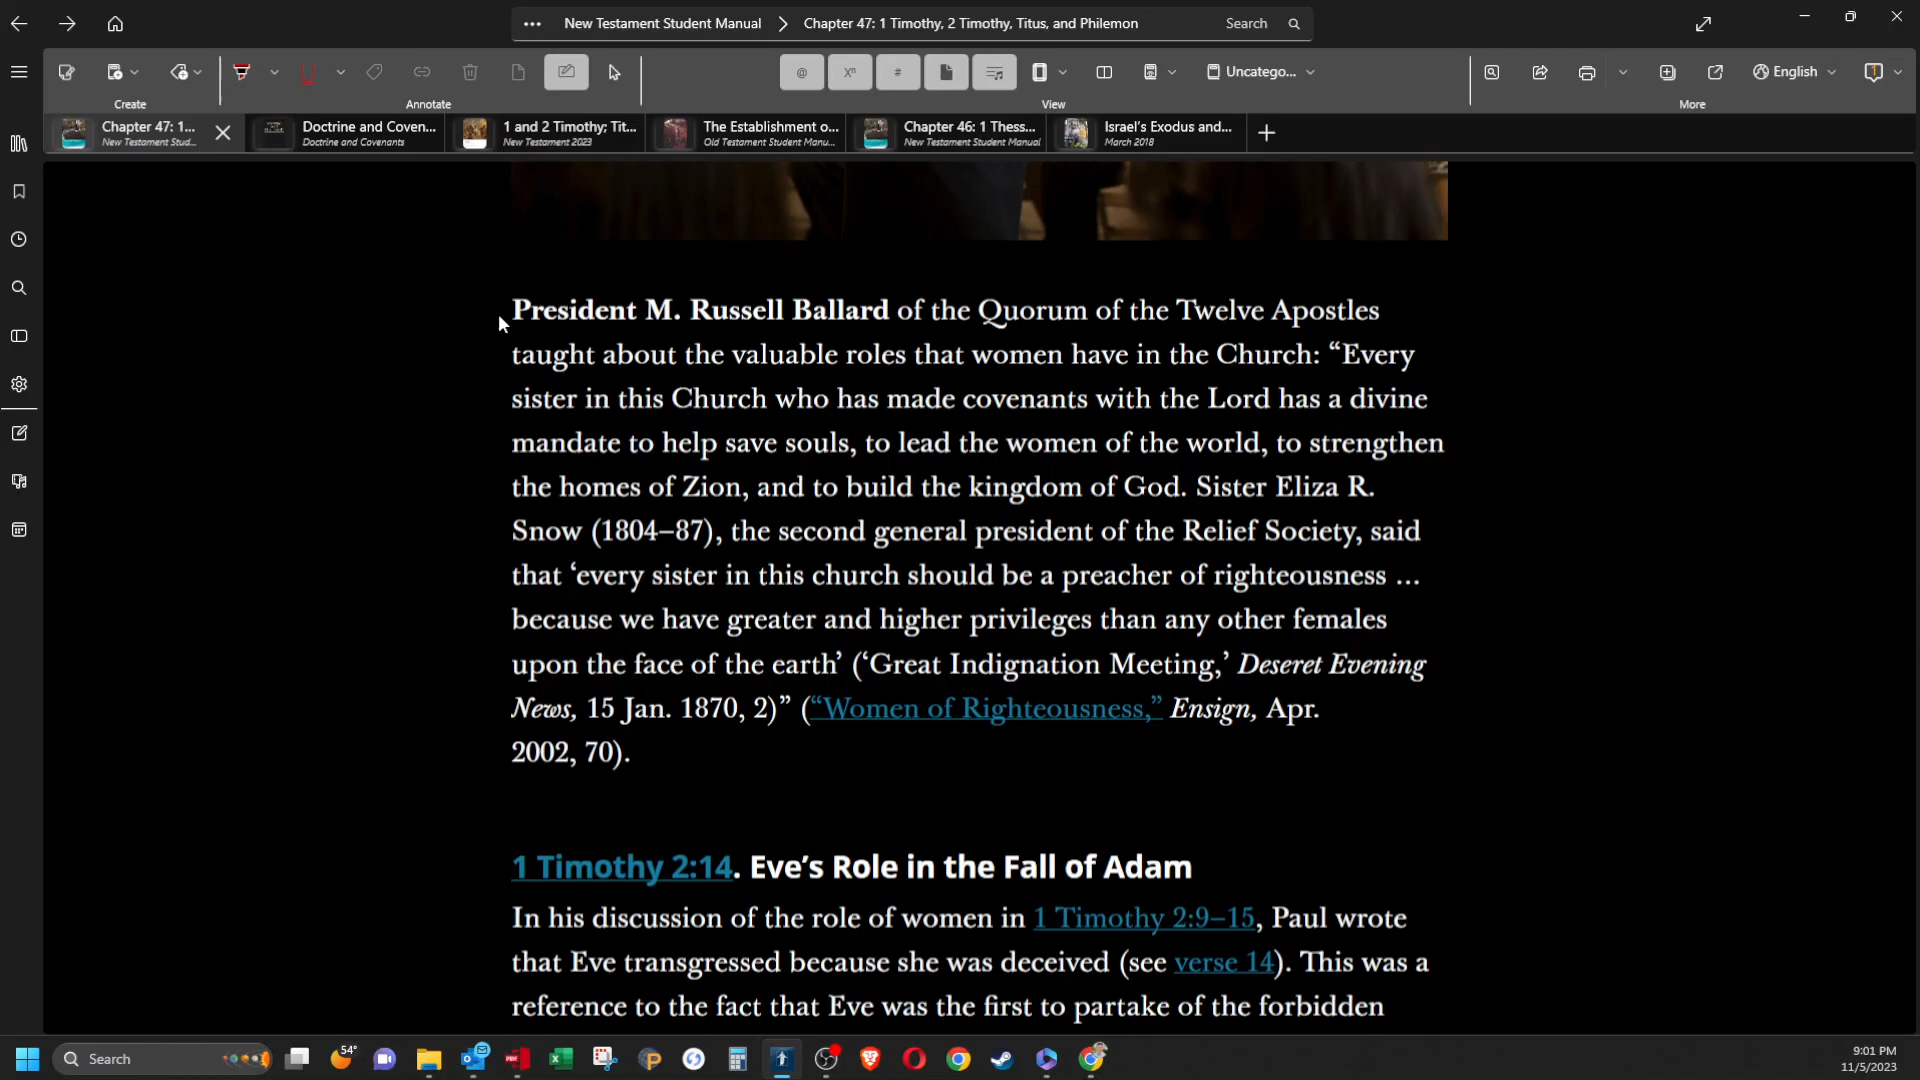 New Testament Student Manual
Chapter 47: 1 Timothy, 2 Timothy, Titus, and Philemon
Search
@
#
Uncatego...
English
Create
Annotate
View
More
Chapter 47: 1...
New Testament Stud...
Doctrine and Coven...
Doctrine and Covenants
1 and 2 Timothy; Tit...
New Testament 2023
The Establishment o...
Old Testament Student Manu...
Chapter 46: 1 Thess...
New Testament Student Manual
Israel's Exodus and...
March 2018
President M. Russell Ballard of the Quorum of the Twelve Apostles
taught about the valuable roles that women have in the Church: “Every
sister in this Church who has made covenants with the Lord has a divine
mandate to help save souls, to lead the women of the world, to strengthen
the homes of Zion, and to build the kingdom of God. Sister Eliza R.
Snow (1804–87), the second general president of the Relief Society, said
that ‘every sister in this church should be a preacher of righteousness ...
because we have greater and higher privileges than any other females
upon the face of the earth’ (‘Great Indignation Meeting,’ Deseret Evening
News, 15 Jan. 1870, 2)” (“Women of Righteousness,” Ensign, Apr.
2002, 70).
1 Timothy 2:14. Eve’s Role in the Fall of Adam
In his discussion of the role of women in 1 Timothy 2:9–15, Paul wrote
that Eve transgressed because she was deceived (see verse 14). This was a
reference to the fact that Eve was the first to partake of the forbidden
Search
54°
PDF
9:01 PM
11/5/2023